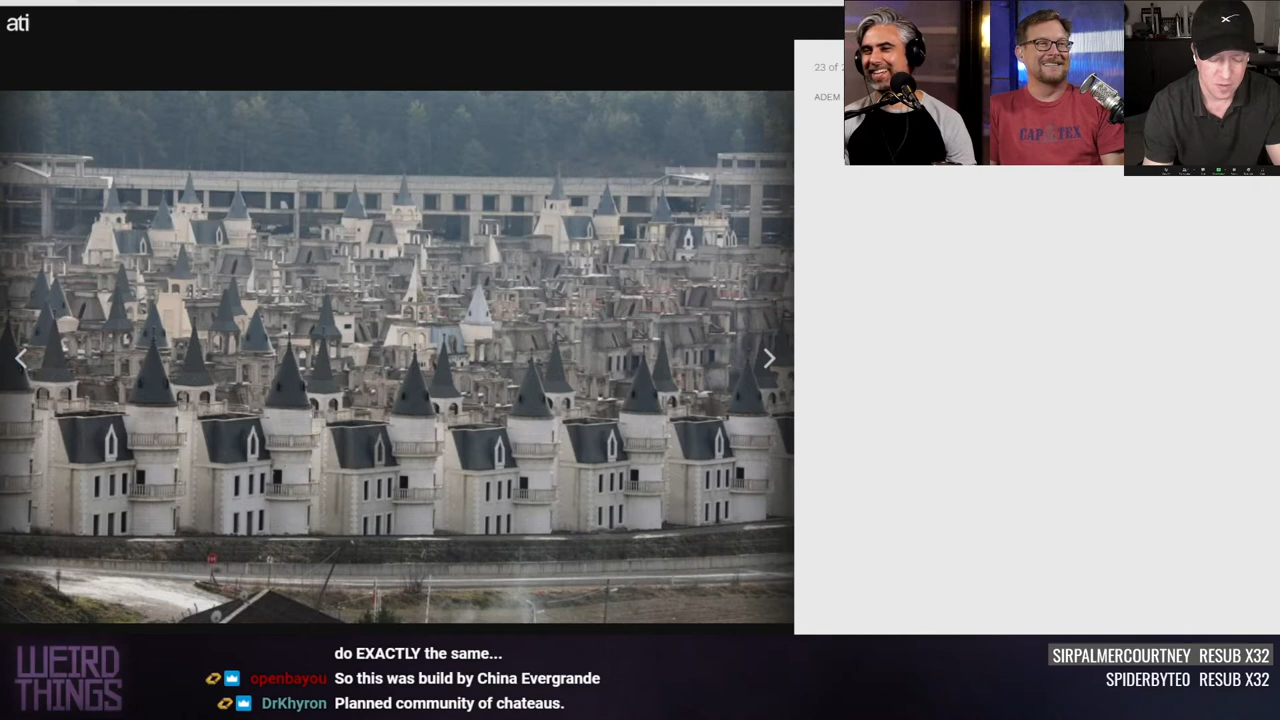 ati
23 of
ADEM
CAP TEX
WEIRD
THINGS
do EXACTLY the same...
openbayou So this was build by China Evergrande
DrKhyron Planned community of chateaus.
SIRPALMERCOURTNEY RESUB X32
SPIDERBYTE0 RESUB X32